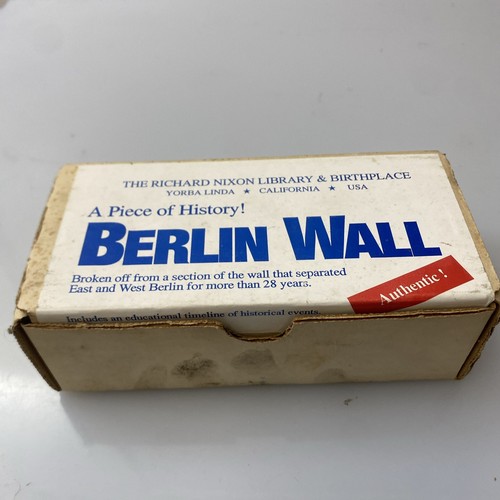 THE RICHARD NIXON LIBRARY & BIRTHPLACE
YORBA LINDA ★ CALIFORNIA ★ USA
A Piece of History!
BERLIN WALL
Broken off from a section of the wall that separated
East and West Berlin for more than 28 years.
Authentic!
Includes an educational timeline of historical events.